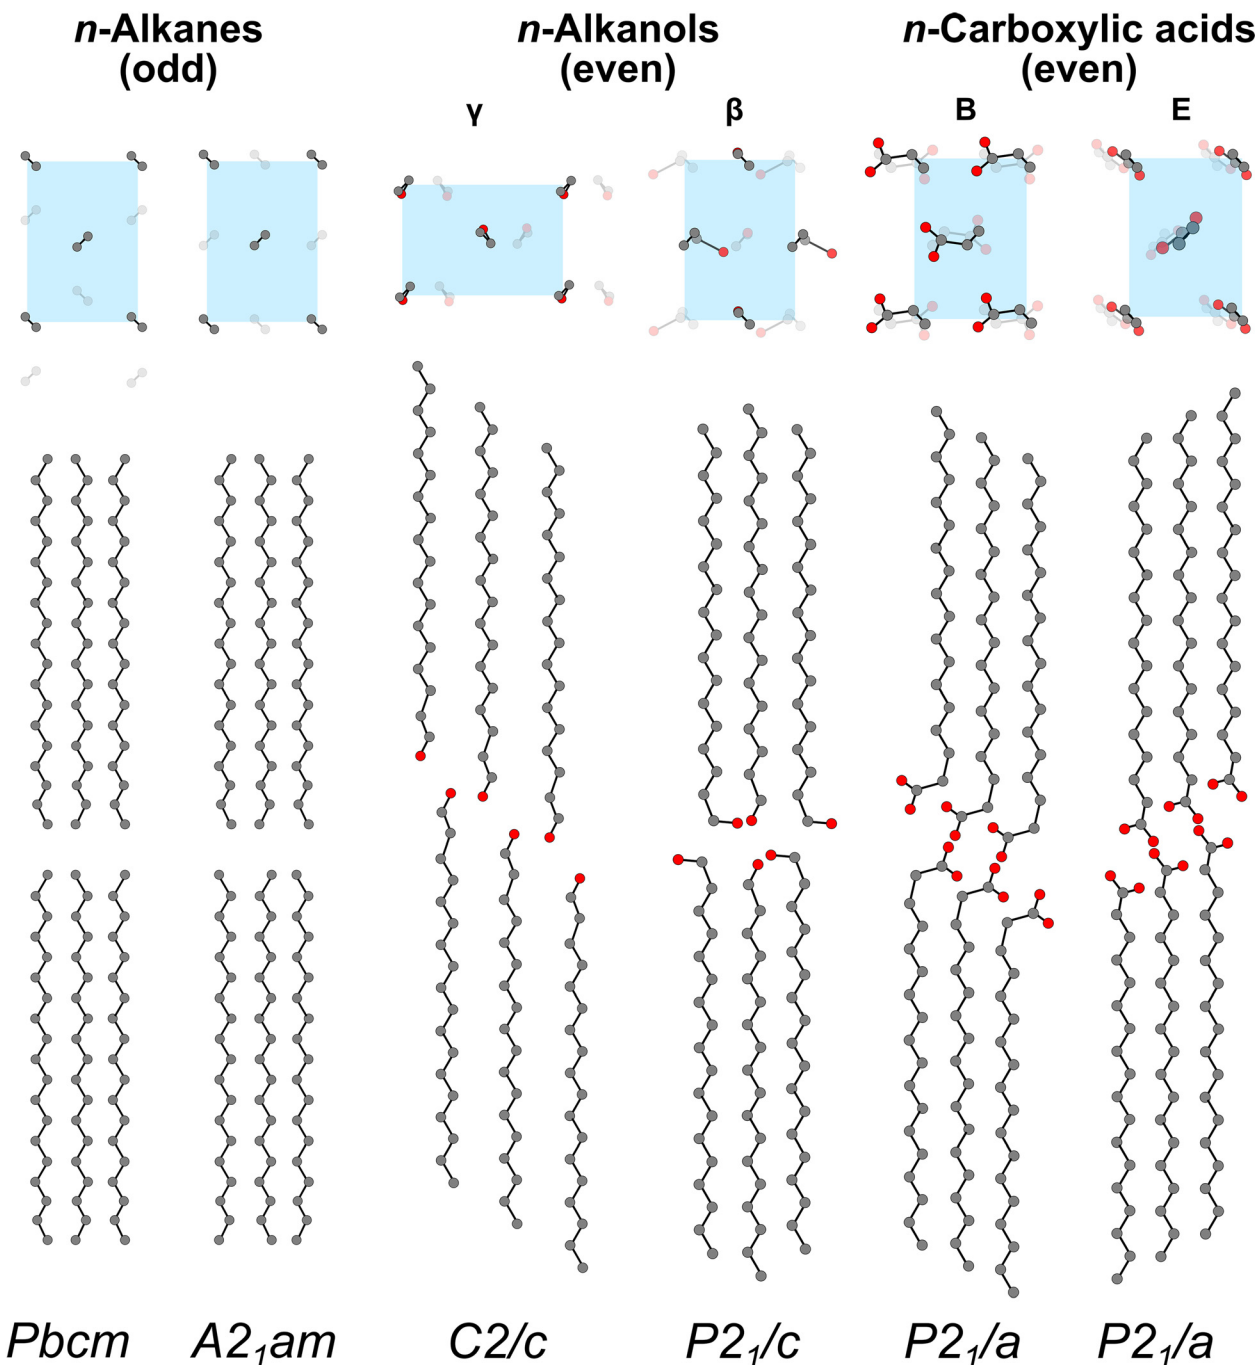 n-Alkanes
(odd)
n-Alkanols
(even)
n-Carboxylic acids
(even)
γ
β
B
E
Pbcm
A2₁am
C2/c
P2₁/c
P2₁/a
P2₁/a